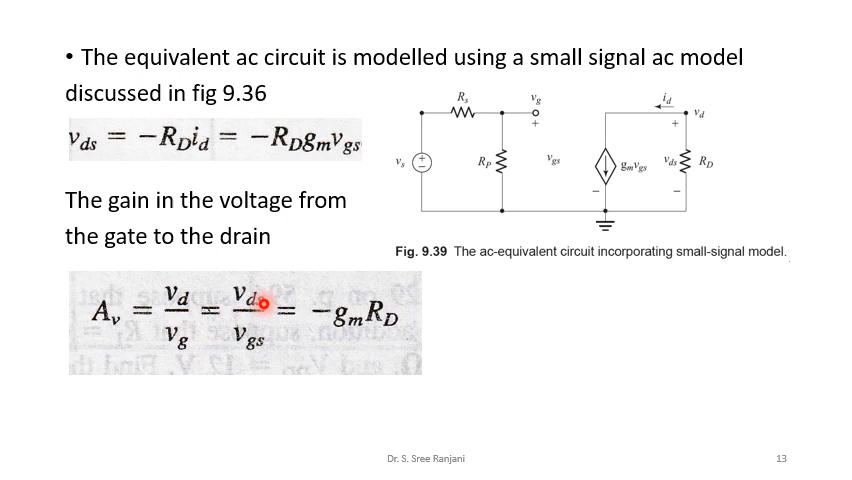 • The equivalent ac circuit is modelled using a small signal ac model
discussed in fig 9.36
v_ds = −R_D i_d = −R_D g_m v_gs
The gain in the voltage from
the gate to the drain
A_v = v_d / v_g = v_ds / v_gs = −g_m R_D
R_s v_g i_d v_d
+ +
v_s + − R_P v_gs g_m v_gs v_ds R_D
− −
Fig. 9.39 The ac-equivalent circuit incorporating small-signal model.
Dr. S. Sree Ranjani
13